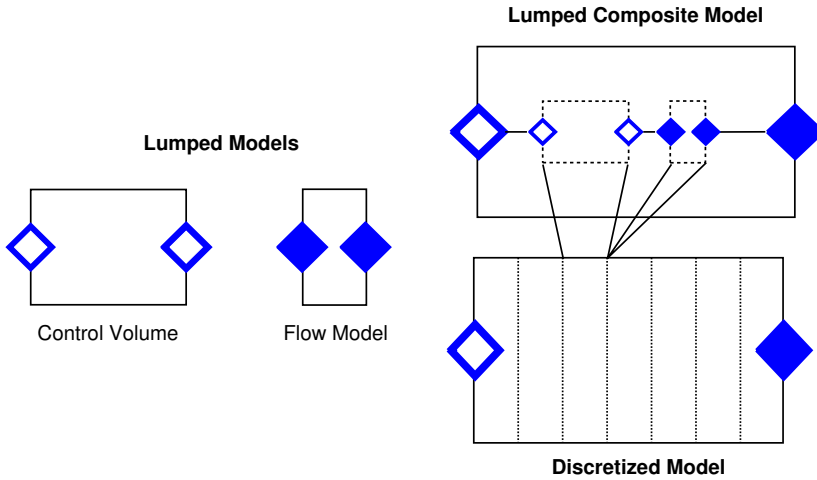 Lumped Composite Model
Lumped Models
Control Volume
Flow Model
Discretized Model